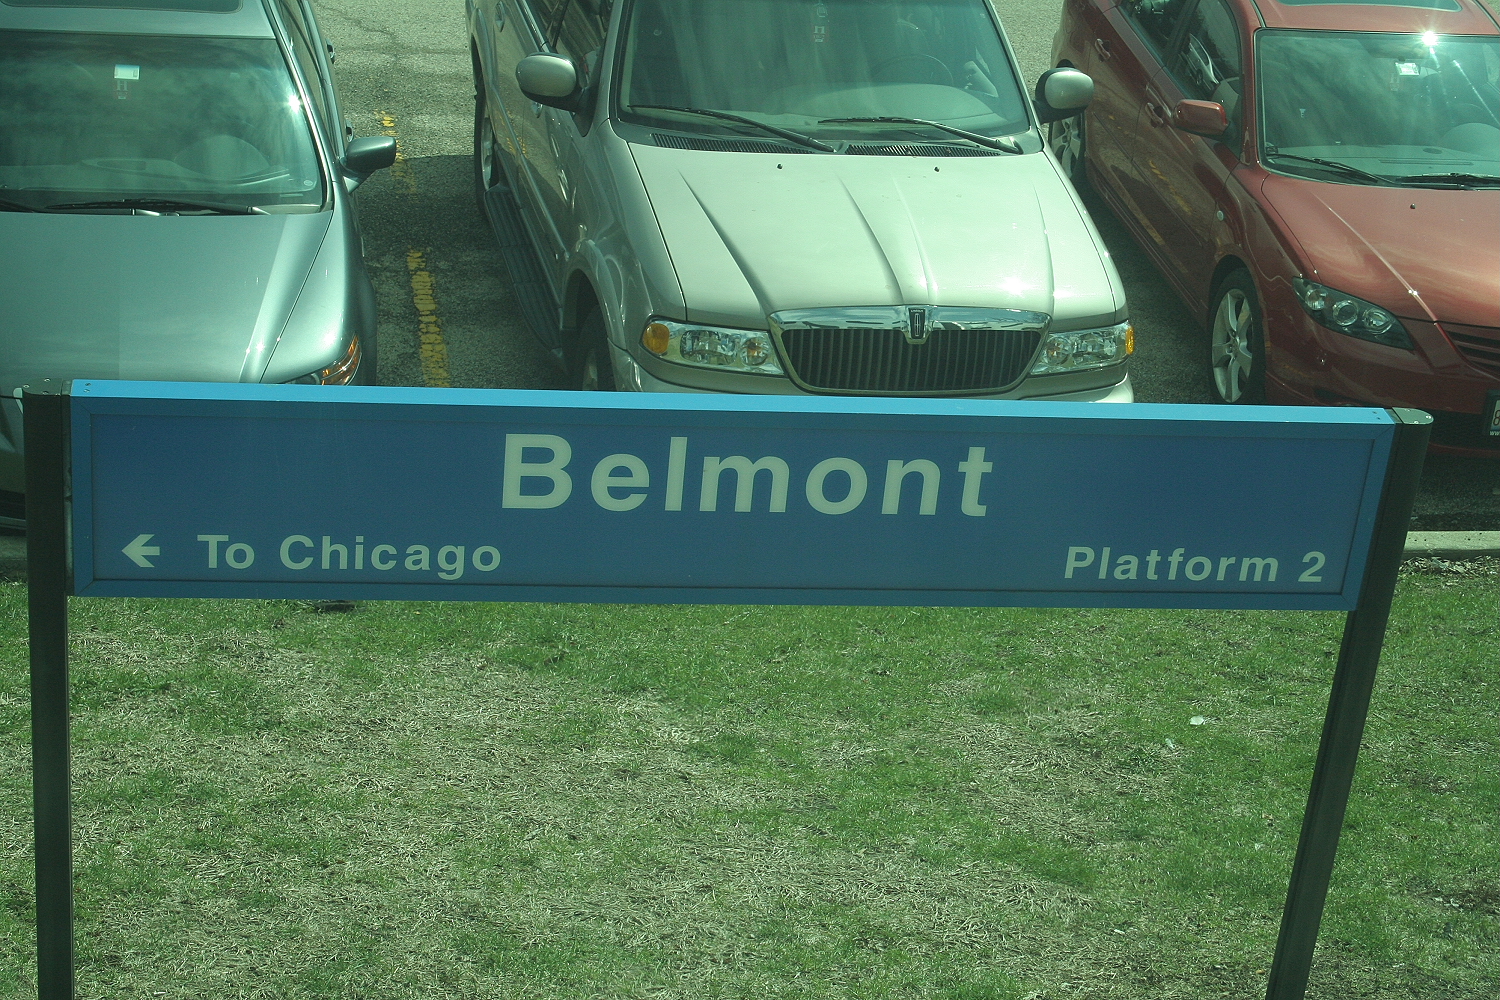 Belmont
← To Chicago
Platform 2